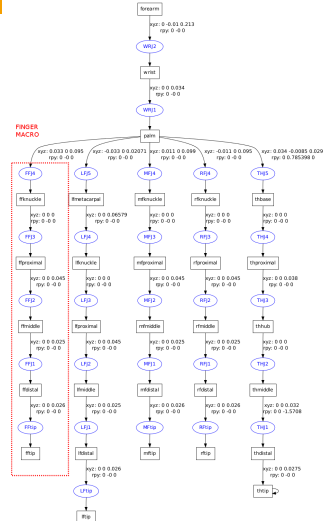 forearm
xyz: 0 -0.01 0.213
rpy: 0 -0 0
WRJ2
wrist
xyz: 0 0 0.034
rpy: 0 -0 0
WRJ1
FINGER
MACRO
palm
xyz: 0.033 0 0.095
rpy: 0 -0 0
xyz: -0.033 0 0.02071
rpy: 0 -0 0
xyz: 0.011 0 0.099
rpy: 0 -0 0
xyz: -0.011 0 0.095
rpy: 0 -0 0
xyz: 0.034 -0.0085 0.029
rpy: 0 0.785398 0
FFJ4 LFJ5 MFJ4 RFJ4 THJ5
ffknuckle lfmetacarpal mfknuckle rfknuckle thbase
xyz: 0 0 0 xyz: 0 0 0.06579 xyz: 0 0 0 xyz: 0 0 0 xyz: 0 0 0
rpy: 0 -0 0 rpy: 0 -0 0 rpy: 0 -0 0 rpy: 0 -0 0 rpy: 0 -0 0
FFJ3 LFJ4 MFJ3 RFJ3 THJ4
ffproximal lfknuckle mfproximal rfproximal thproximal
xyz: 0 0 0.045 xyz: 0 0 0 xyz: 0 0 0.045 xyz: 0 0 0.045 xyz: 0 0 0.038
rpy: 0 -0 0 rpy: 0 -0 0 rpy: 0 -0 0 rpy: 0 -0 0 rpy: 0 -0 0
FFJ2 LFJ3 MFJ2 RFJ2 THJ3
ffmiddle lfproximal mfmiddle rfmiddle thhub
xyz: 0 0 0.025 xyz: 0 0 0.045 xyz: 0 0 0.025 xyz: 0 0 0.025 xyz: 0 0 0
rpy: 0 -0 0 rpy: 0 -0 0 rpy: 0 -0 0 rpy: 0 -0 0 rpy: 0 -0 0
FFJ1 LFJ2 MFJ1 RFJ1 THJ2
ffdistal lfmiddle mfdistal rfdistal thmiddle
xyz: 0 0 0.026 xyz: 0 0 0.025 xyz: 0 0 0.026 xyz: 0 0 0.026 xyz: 0 0 0.032
rpy: 0 -0 0 rpy: 0 -0 0 rpy: 0 -0 0 rpy: 0 -0 0 rpy: 0 0 -1.5708
FFtip LFJ1 MFtip RFtip THJ1
fftip lfdistal mftip rftip thdistal
xyz: 0 0 0.026 xyz: 0 0 0.0275
rpy: 0 -0 0 rpy: 0 -0 0
LFtip thtip
lftip